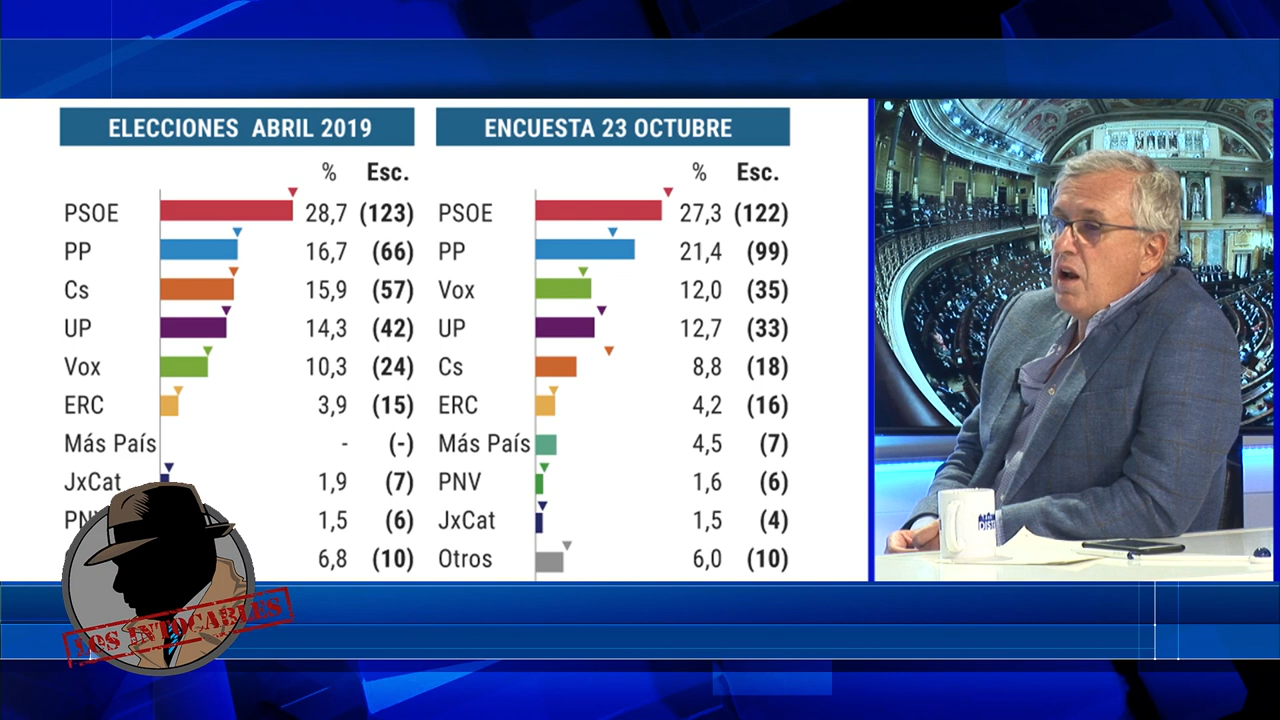 ELECCIONES ABRIL 2019
% Esc.
PSOE 28,7 (123)
PP 16,7 (66)
Cs 15,9 (57)
UP 14,3 (42)
Vox 10,3 (24)
ERC 3,9 (15)
Más País - (-)
JxCat 1,9 (7)
1,5 (6)
6,8 (10)
ENCUESTA 23 OCTUBRE
% Esc.
PSOE 27,3 (122)
PP 21,4 (99)
Vox 12,0 (35)
UP 12,7 (33)
Cs 8,8 (18)
ERC 4,2 (16)
Más País 4,5 (7)
PNV 1,6 (6)
JxCat 1,5 (4)
Otros 6,0 (10)
LOS INTOCABLES